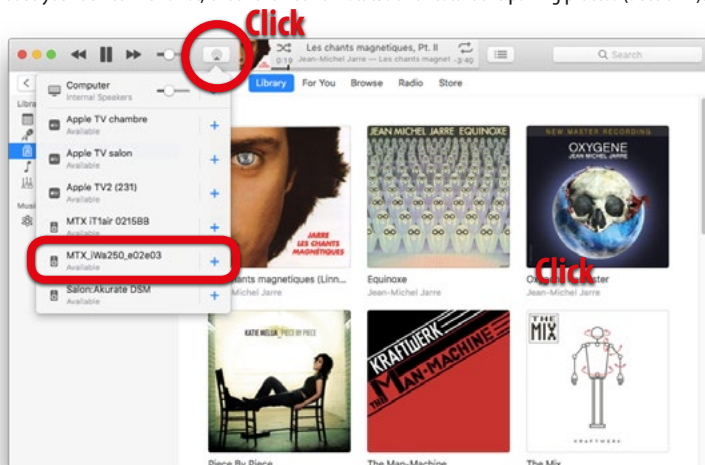 Click
Les chants magnetiques, Pt. II
0:19 Jean-Michel Jarre — Les chants magnet -3:40
Search
Computer
Internal Speakers
Library For You Browse Radio Store
Libra
Apple TV chambre
Available
Apple TV salon
Available
Apple TV2 (231)
Available
Musi
MTX iT1air 0215BB
Available
MTX_iWa250_e02e03
Available
Salon:Akurate DSM
Available
JARRE
LES CHANTS
MAGNÉTIQUES
JEAN MICHEL JARRE EQUINOXE
NEW MASTER RECORDING
OXYGENE
JEAN MICHEL JARRE
hants magnetiques (Linn...
Michel Jarre
Equinoxe
Jean-Michel Jarre
Click
Jean-Michel Jarre
KATIE MELUA PIECE BY PIECE
KRAFTWERK
THE MAN·MACHINE
THE
MIX
KRAFTWERK
Piece By Piece
The Man-Machine
The Mix